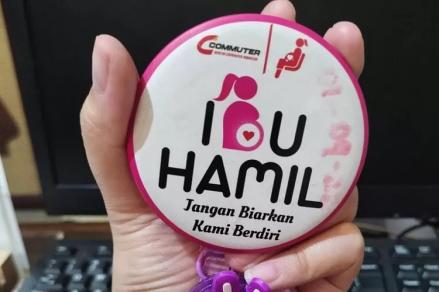 COMMUTER
IBU
HAMIL
Jangan Biarkan
Kami Berdiri